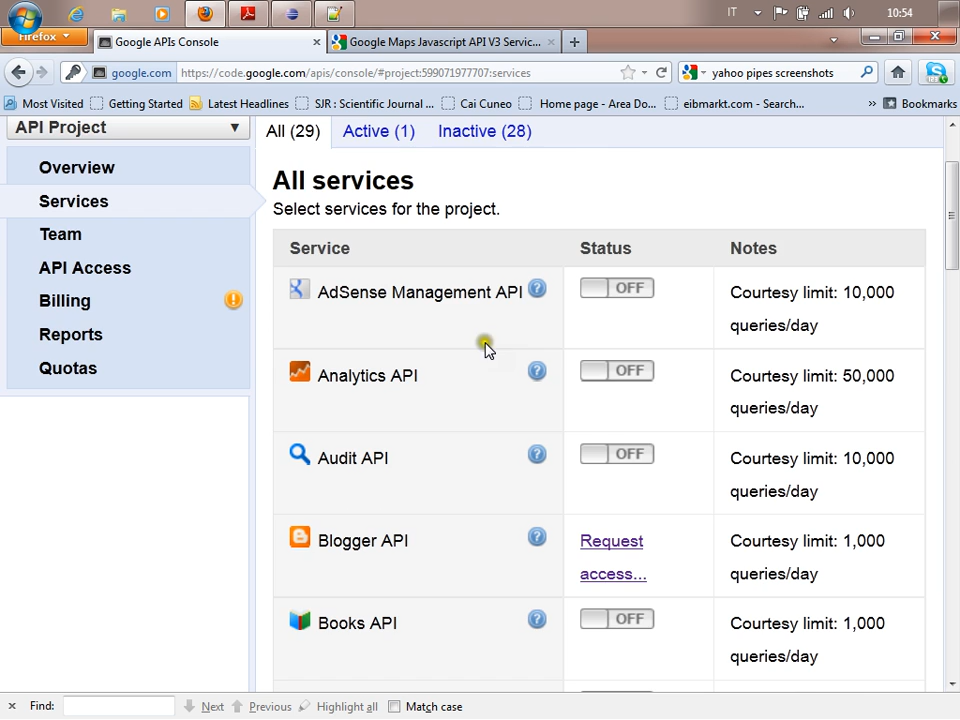 IT 10:54
Firefox
Google APIs Console × Google Maps Javascript API V3 Servic... × +
google.com https://code.google.com/apis/console/#project:599071977707:services yahoo pipes screenshots
Most Visited Getting Started Latest Headlines SJR : Scientific Journal ... Cai Cuneo Home page - Area Do... eibmarkt.com - Search... » Bookmarks
API Project
All (29) Active (1) Inactive (28)
Overview
Services
Team
API Access
Billing
Reports
Quotas
All services
Select services for the project.
Service Status Notes
AdSense Management API ? OFF Courtesy limit: 10,000
queries/day
Analytics API ? OFF Courtesy limit: 50,000
queries/day
Audit API ? OFF Courtesy limit: 10,000
queries/day
Blogger API ? Request Courtesy limit: 1,000
access... queries/day
Books API ? OFF Courtesy limit: 1,000
queries/day
× Find: Next Previous Highlight all Match case